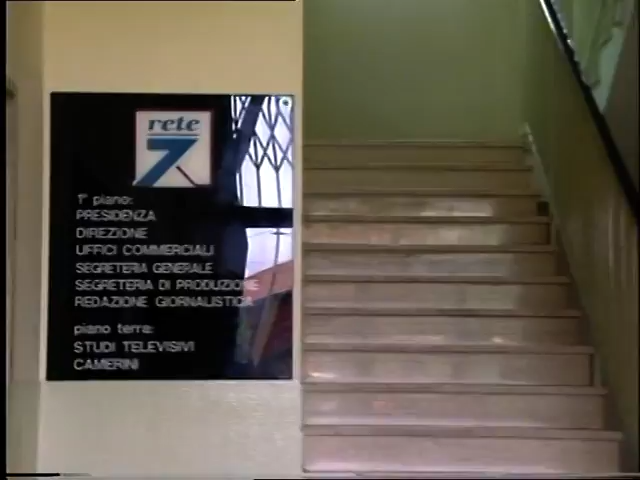 rete
7
1° piano:
PRESIDENZA
DIREZIONE
UFFICI COMMERCIALI
SEGRETERIA GENERALE
SEGRETERIA DI PRODUZIONE
REDAZIONE GIORNALISTICA
piano terra:
STUDI TELEVISIVI
CAMERINI